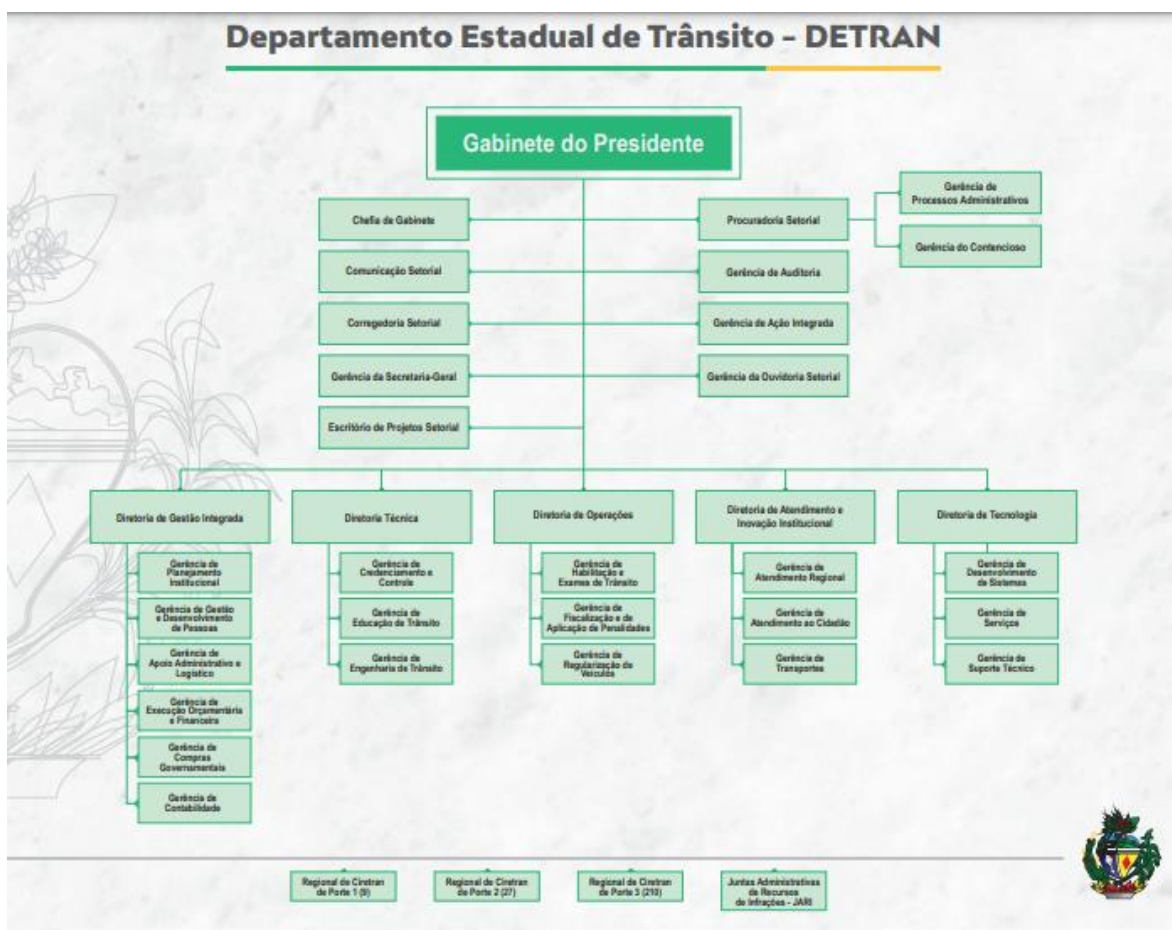 Departamento Estadual de Trânsito - DETRAN
Gabinete do Presidente
Chefia de Gabinete
Procuradoria Setorial
Gerência de
Processos Administrativos
Gerência do Contencioso
Comunicação Setorial
Gerência de Auditoria
Corregedoria Setorial
Gerência de Ação Integrada
Gerência da Secretaria-Geral
Gerência da Ouvidoria Setorial
Escritório de Projetos Setorial
Diretoria de Gestão Integrada
Gerência de
Planejamento
Institucional
Gerência de Gestão
e Desenvolvimento
de Pessoas
Gerência de
Apoio Administrativo e
Logístico
Gerência de
Execução Orçamentária
e Financeira
Gerência de
Compras
Governamentais
Gerência de
Contabilidade
Diretoria Técnica
Gerência de
Credenciamento e
Controle
Gerência de
Educação de Trânsito
Gerência de
Engenharia de Trânsito
Diretoria de Operações
Gerência de
Habilitação e
Exames de Trânsito
Gerência de
Fiscalização e de
Aplicação de Penalidades
Gerência de
Regularização de
Veículos
Diretoria de Atendimento e
Inovação Institucional
Gerência de
Atendimento Regional
Gerência de
Atendimento ao Cidadão
Gerência de
Transportes
Diretoria de Tecnologia
Gerência de
Desenvolvimento
de Sistemas
Gerência de
Serviços
Gerência de
Suporte Técnico
Regional de Ciretran
de Porte 1 (9)
Regional de Ciretran
de Porte 2 (27)
Regional de Ciretran
de Porte 3 (210)
Juntas Administrativas
de Recursos
de Infrações - JARI